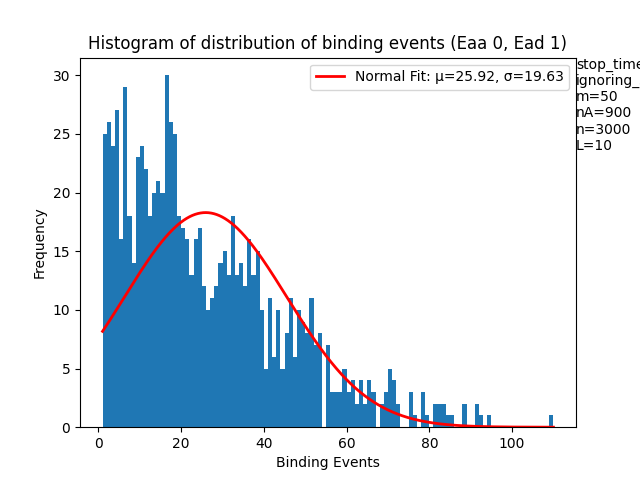 Histogram of distribution of binding events (Eaa 0, Ead 1)
Normal Fit: μ=25.92, σ=19.63
stop_time
ignoring_
m=50
nA=900
n=3000
L=10
Frequency
30
25
20
15
10
5
0
0 20 40 60 80 100
Binding Events